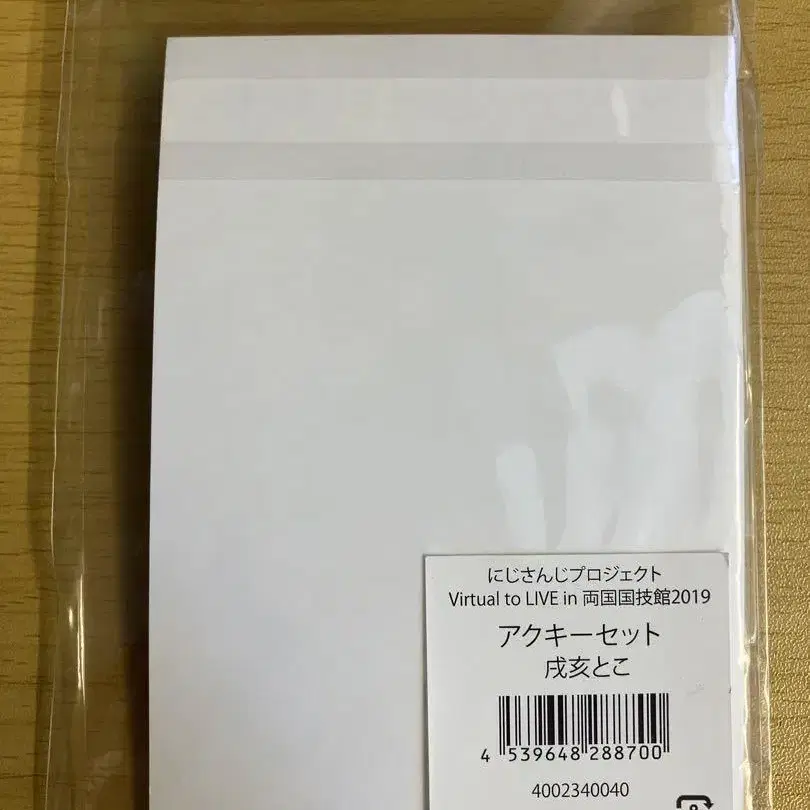 にじさんじプロジェクト
Virtual to LIVE in 両国国技館2019
アクキーセット
戌亥とこ
4 539648 288700
4002340040